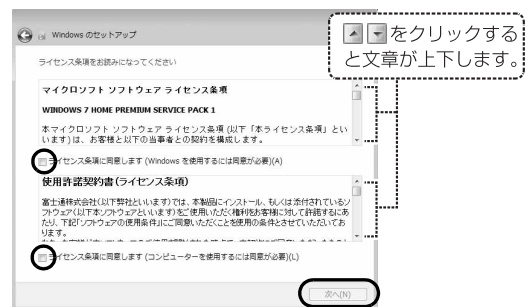 Windows のセットアップ
▲ ▼ をクリックする
と文章が上下します。
ライセンス条項をお読みになってください
マイクロソフト ソフトウェア ライセンス条項
WINDOWS 7 HOME PREMIUM SERVICE PACK 1
本マイクロソフト ソフトウェア ライセンス条項 (以下「本ライセンス条項」とい
います) は、お客様と以下の当事者との契約を構成します。
ライセンス条項に同意します (Windows を使用するには同意が必要)(A)
使用許諾契約書(ライセンス条項)
富士通株式会社(以下弊社といいます)では、本製品にインストール、もしくは添付されているソ
フトウェア(以下本ソフトウェアといいます)をご使用いただく権利をお客様に対して許諾するにあ
たり、下記「ソフトウェアの使用条件」にご同意いただくことを使用の条件とさせていただいてお
ります。
ライセンス条項に同意します (コンピューターを使用するには同意が必要)(L)
次へ(N)